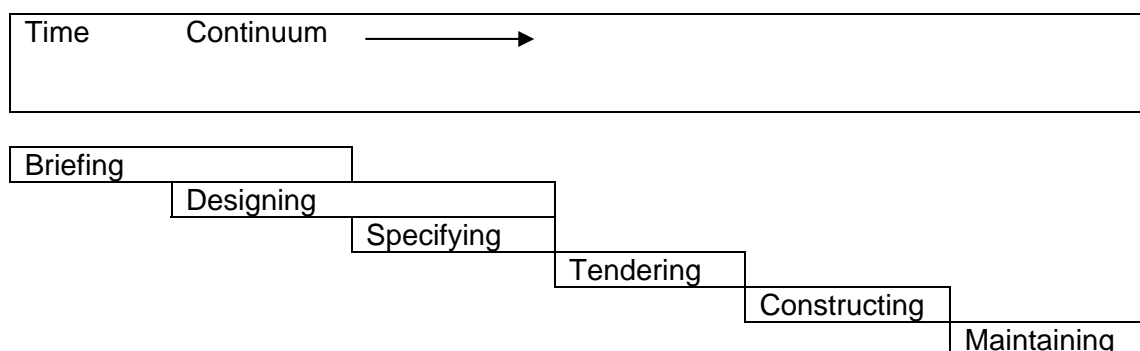 Time Continuum
Briefing
Designing
Specifying
Tendering
Constructing
Maintaining